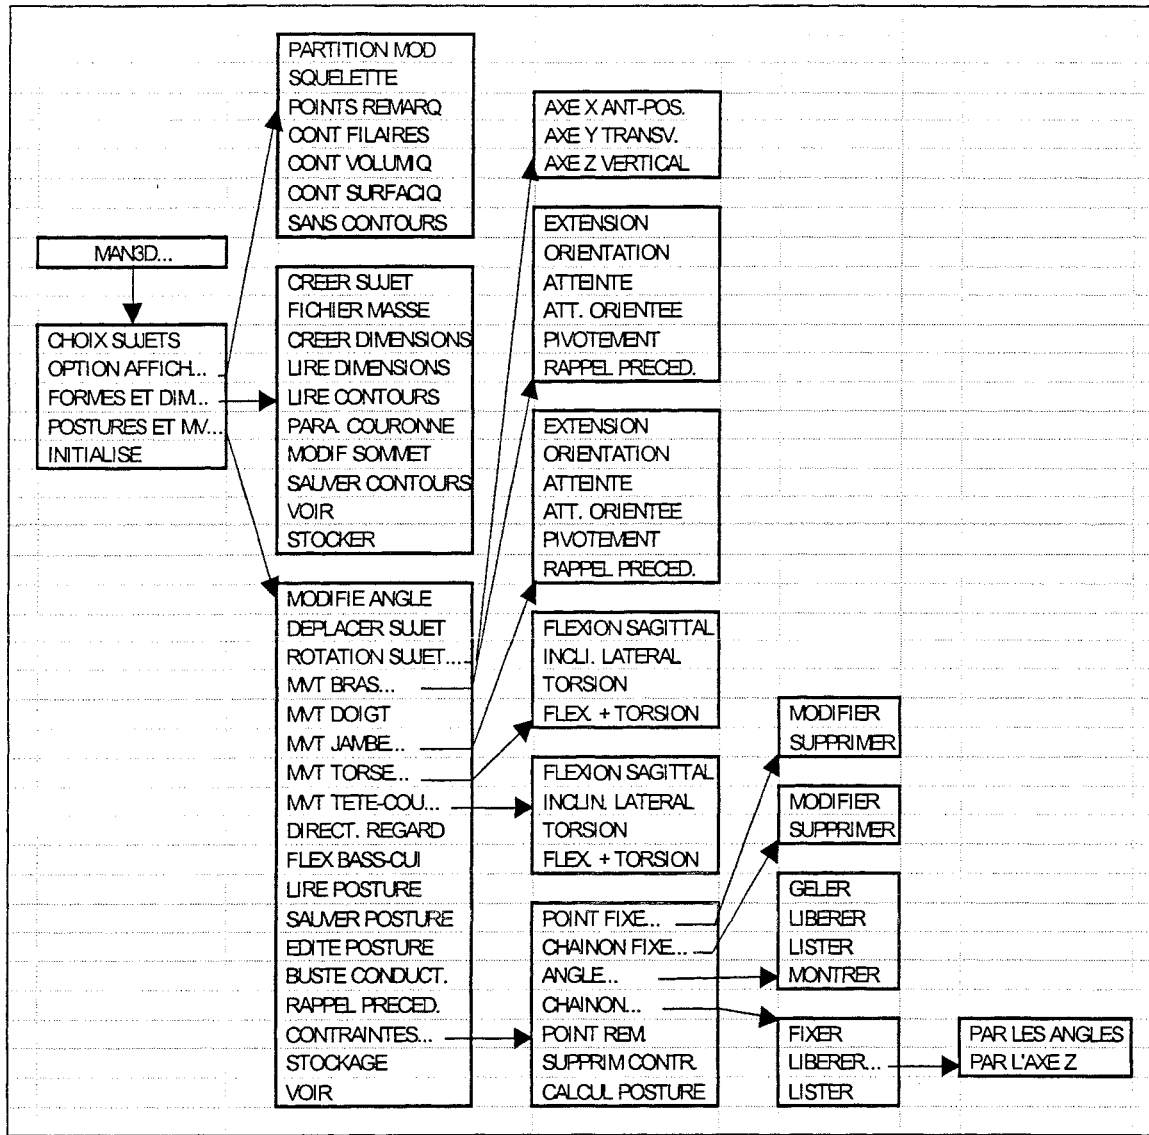 MAN3D...
CHOIX SUJETS
OPTION AFFICH...
FORMES ET DIM...
POSTURES ET MV...
INITIALISE
PARTITION MOD
SQUELETTE
POINTS REMARQ
CONT FILAIRES
CONT VOLUMIQ
CONT SURFACIQ
SANS CONTOURS
CREER SUJET
FICHIER MASSE
CREER DIMENSIONS
LIRE DIMENSIONS
LIRE CONTOURS
PARA. COURONNE
MODIF SOMMET
SAUVER CONTOURS
VOIR
STOCKER
MODIFIE ANGLE
DEPLACER SUJET
ROTATION SUJET....
MVT BRAS...
MVT DOIGT
MVT JAMBE...
MVT TORSE...
MVT TETE-COU...
DIRECT. REGARD
FLEX BASS-CUI
LIRE POSTURE
SAUVER POSTURE
EDITE POSTURE
BUSTE CONDUCT.
RAPPEL PRECED.
CONTRAINTES...
STOCKAGE
VOIR
AXE X ANT-POS.
AXE Y TRANSV.
AXE Z VERTICAL
EXTENSION
ORIENTATION
ATTEINTE
ATT. ORIENTEE
PIVOTEMENT
RAPPEL PRECED.
EXTENSION
ORIENTATION
ATTEINTE
ATT. ORIENTEE
PIVOTEMENT
RAPPEL PRECED.
FLEXION SAGITTAL
INCLI. LATERAL
TORSION
FLEX. + TORSION
FLEXION SAGITTAL
INCLIN. LATERAL
TORSION
FLEX. + TORSION
POINT FIXE...
CHAINON FIXE...
ANGLE...
CHAINON...
POINT REM.
SUPPRIM CONTR.
CALCUL POSTURE
MODIFIER
SUPPRIMER
MODIFIER
SUPPRIMER
GELER
LIBERER
LISTER
MONTRER
FIXER
LIBERER...
LISTER
PAR LES ANGLES
PAR L'AXE Z